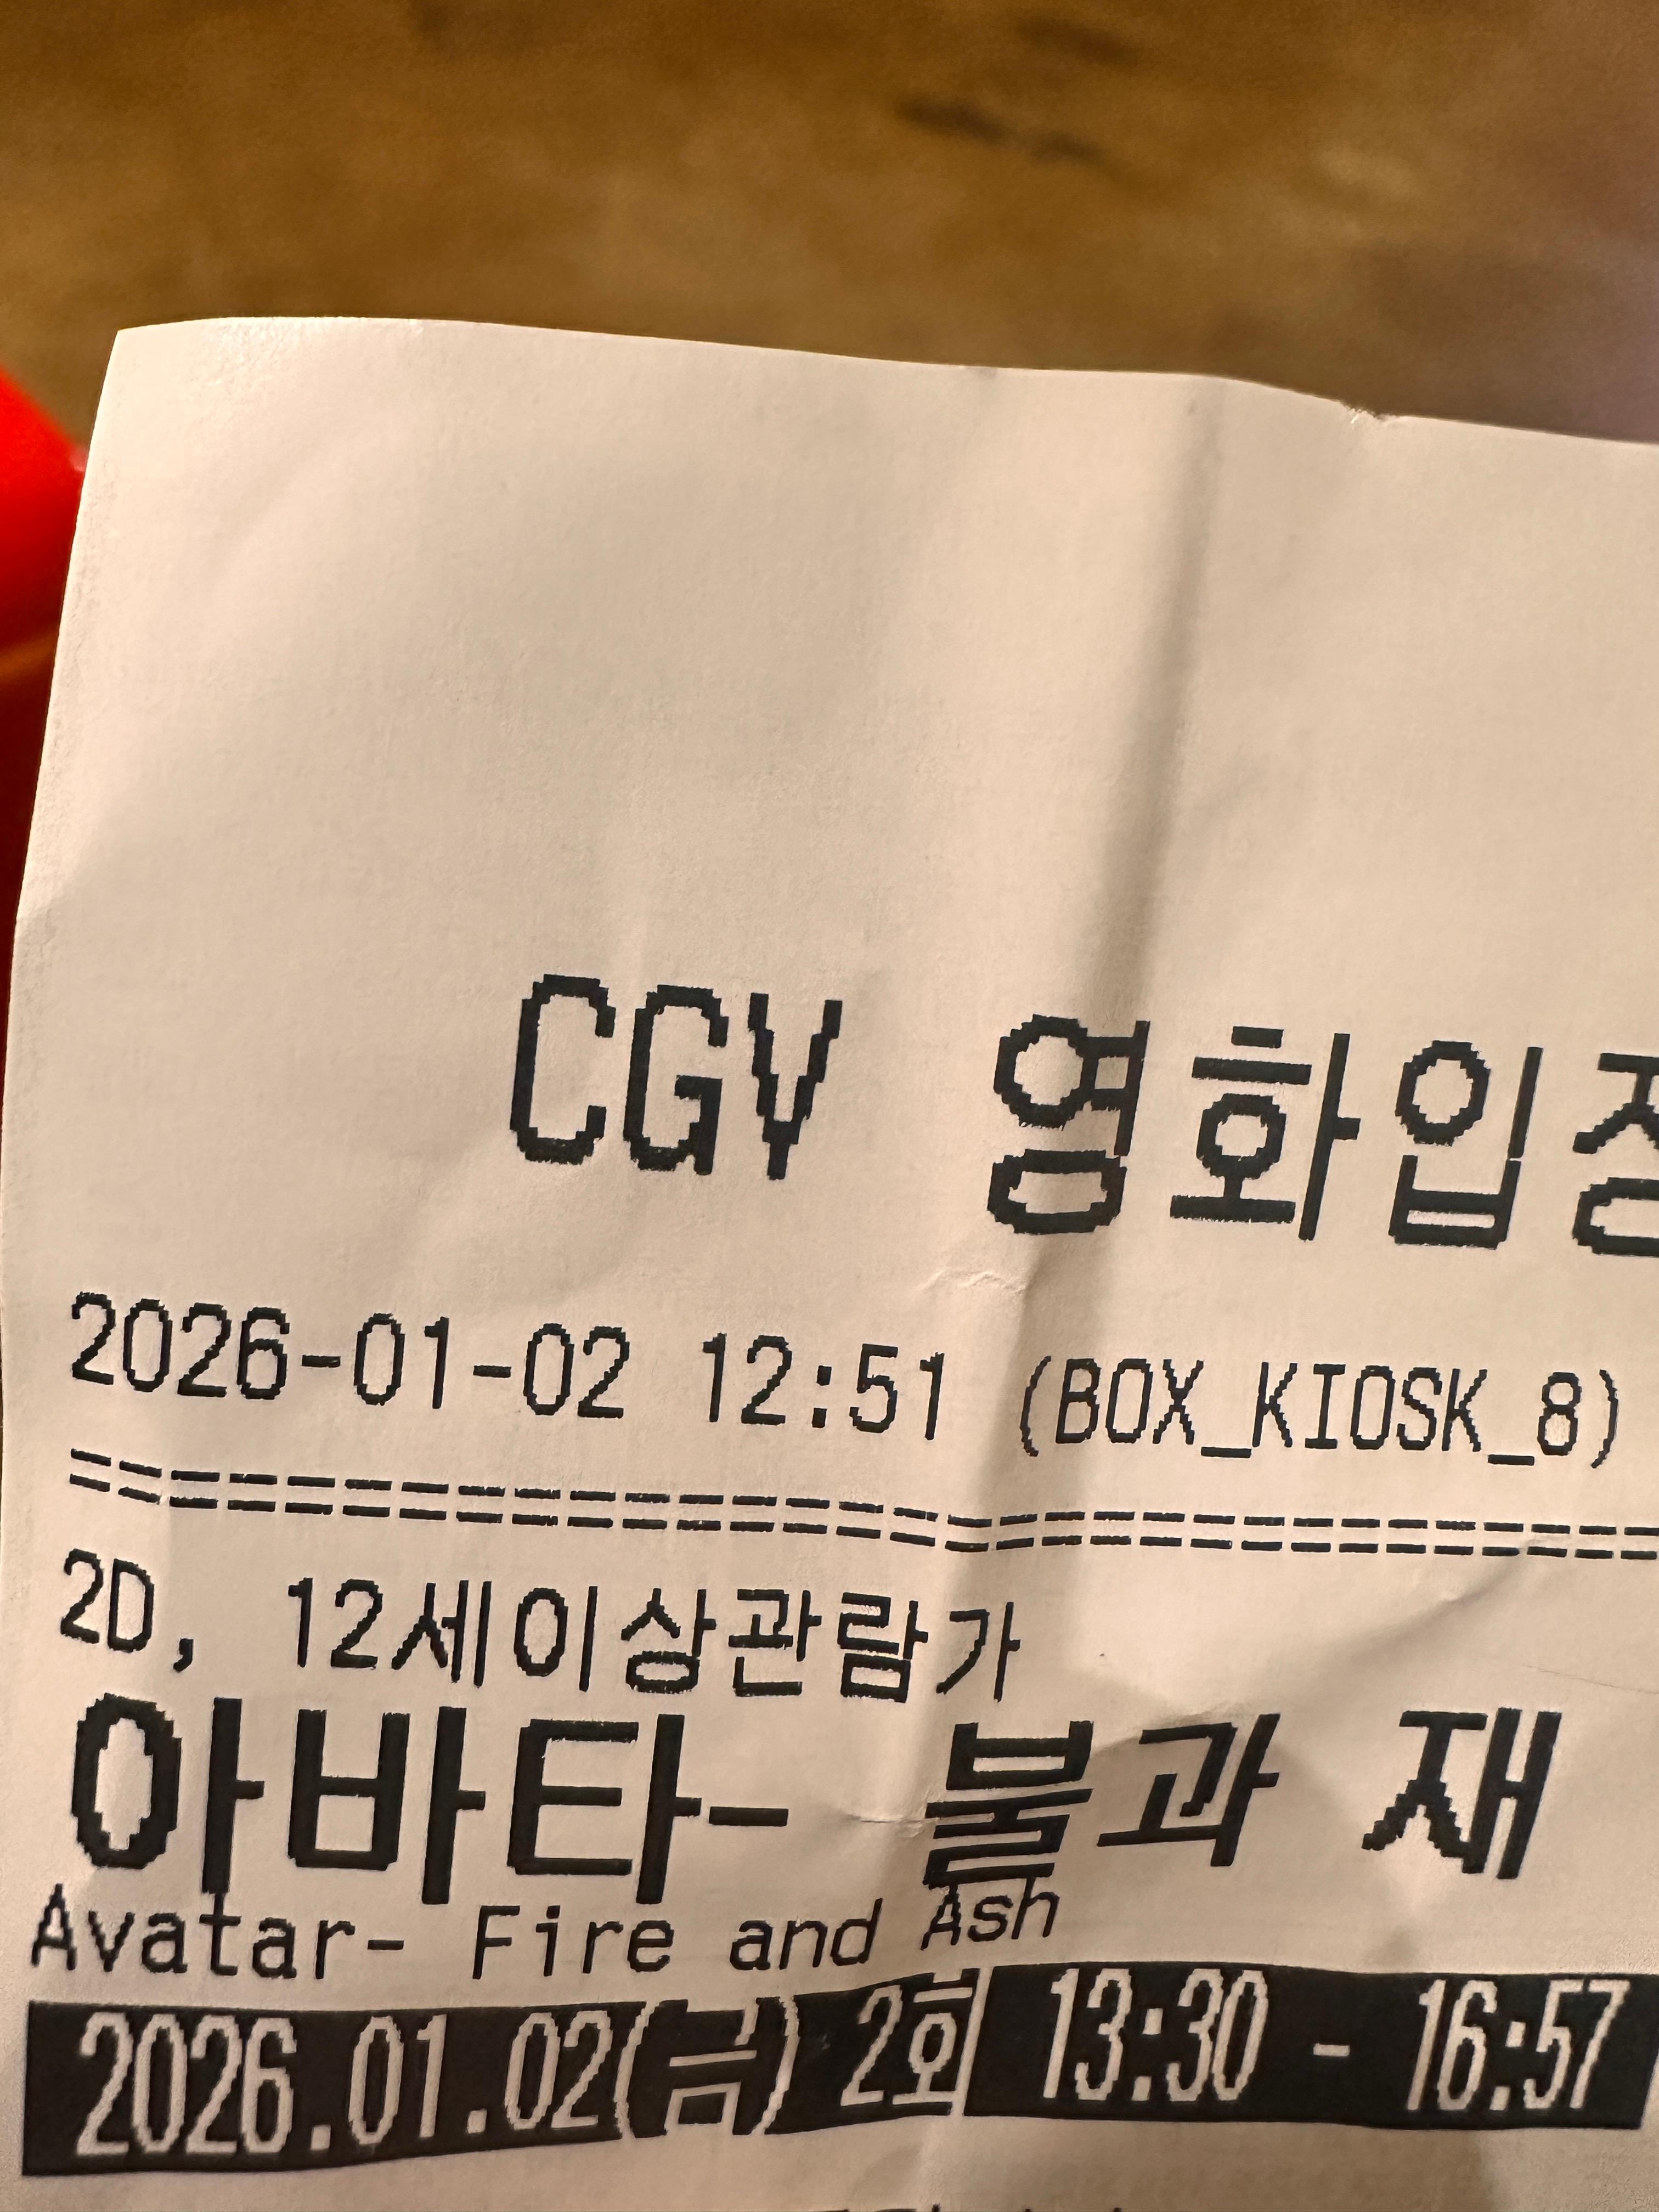 CGV 영화입장
2026-01-02 12:51 (BOX_KIOSK_8)
================================
2D, 12세이상관람가
아바타- 불과 재
Avatar- Fire and Ash
2026.01.02(금) 2회 13:30 - 16:57